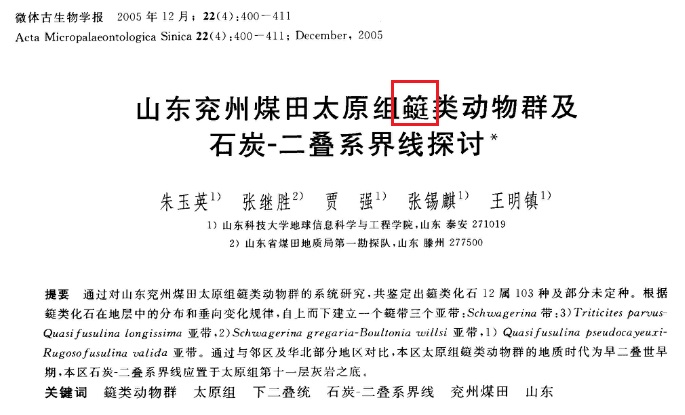 微体古生物学报 2005 年 12 月；22(4):400－411
Acta Micropalaeontologica Sinica 22(4):400－411; December, 2005
山东兖州煤田太原组䗴类动物群及
石炭-二叠系界线探讨*
朱玉英1) 张继胜2) 贾 强1) 张锡麒1) 王明镇1)
1) 山东科技大学地球信息科学与工程学院,山东 泰安 271019
2) 山东省煤田地质局第一勘探队,山东 滕州 277500
提要 通过对山东兖州煤田太原组䗴类动物群的系统研究,共鉴定出䗴类化石 12 属 103 种及部分未定种。根据
䗴类化石在地层中的分布和垂向变化规律,自上而下建立一个䗴带三个亚带:Schwagerina 带:3)Triticites parvus-
Quasifusulina longissima 亚带,2)Schwagerina gregaria-Boultonia willsi 亚带,1) Quasifusulina pseudocayeuxi-
Rugosofusulina valida 亚带。通过与邻区及华北部分地区对比,本区太原组䗴类动物群的地质时代为早二叠世早
期,本区石炭-二叠系界线应置于太原组第十一层灰岩之底。
关键词 䗴类动物群 太原组 下二叠统 石炭-二叠系界线 兖州煤田 山东